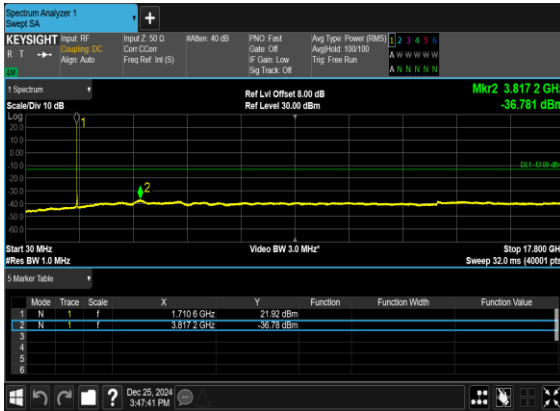 Spectrum Analyzer 1
Swept SA
+
KEYSIGHT Input: RF Input Z: 50 Ω #Atten: 40 dB PNO: Fast Avg Type: Power (RMS) 1 2 3 4 5 6
R T Coupling: DC Corr CCorr Gate: Off Avg|Hold: 100/100 A W W W W W
Align: Auto Freq Ref: Int (S) IF Gain: Low Trig: Free Run
Sig Track: Off A N N N N N
1 Spectrum Ref Lvl Offset 8.00 dB Mkr2 3.817 2 GHz
Scale/Div 10 dB Ref Level 30.00 dBm -36.781 dBm
Log
20.0
10.0
0.00
-10.0
-20.0
-30.0
-40.0
-50.0
-60.0
1
DL1 -13.00 dBm
2
Start 30 MHz Video BW 3.0 MHz* Stop 17.800 GHz
#Res BW 1.0 MHz Sweep 32.0 ms (40001 pts)
5 Marker Table
Mode Trace Scale X Y Function Function Width Function Value
1 N 1 f 1.710 6 GHz 21.92 dBm
2 N 1 f 3.817 2 GHz -36.78 dBm
3
4
5
6
? Dec 25, 2024
3:47:41 PM